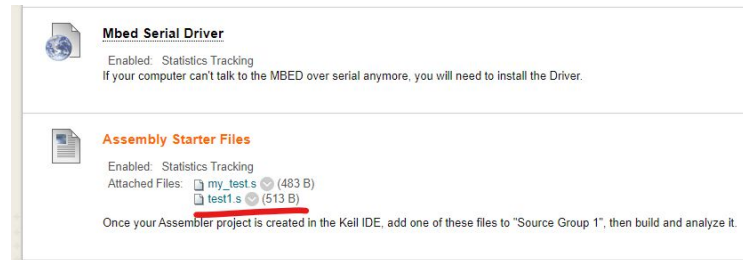 Mbed Serial Driver
Enabled: Statistics Tracking
If your computer can't talk to the MBED over serial anymore, you will need to install the Driver.
Assembly Starter Files
Enabled: Statistics Tracking
Attached Files: my_test.s (483 B)
test1.s (513 B)
Once your Assembler project is created in the Keil IDE, add one of these files to "Source Group 1", then build and analyze it.